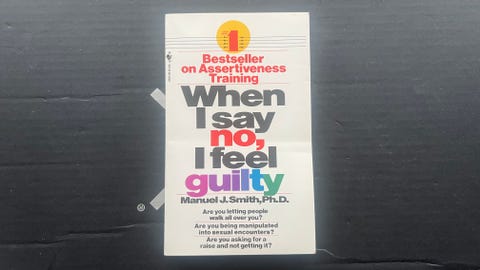 1
Bestseller
on Assertiveness
Training
When
I say
no,
I feel
guilty
Manuel J. Smith, Ph.D.
Are you letting people
walk all over you?
Are you being manipulated
into sexual encounters?
Are you asking for a
raise and not getting it?